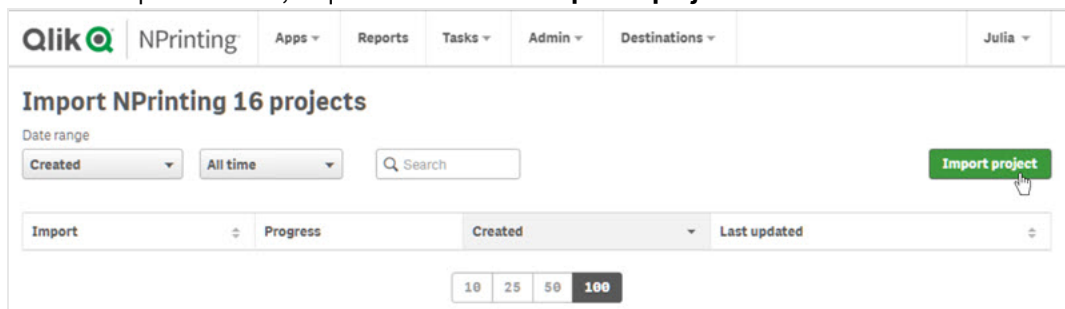 Qlik NPrinting Apps Reports Tasks Admin Destinations Julia
Import NPrinting 16 projects
Date range
Created All time Search Import project
Import Progress Created Last updated
10 25 50 100